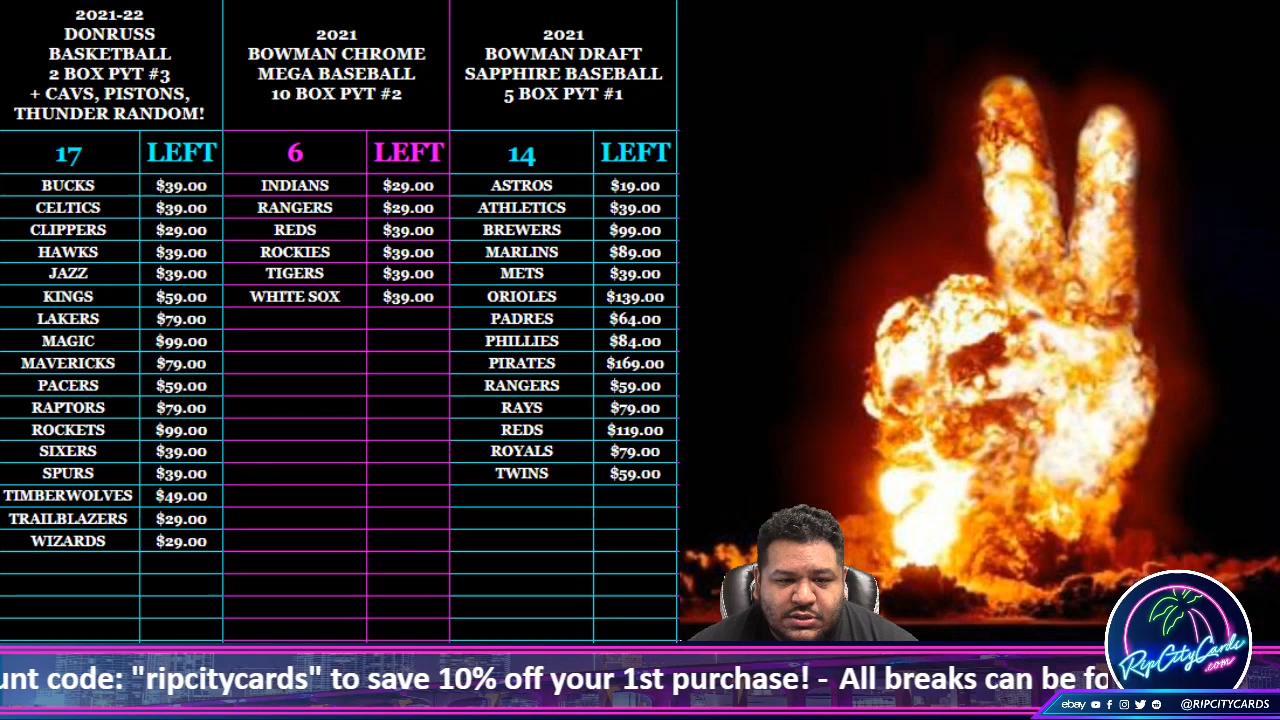 2021-22
DONRUSS
BASKETBALL
2 BOX PYT #3
+ CAVS, PISTONS,
THUNDER RANDOM!
17 LEFT
BUCKS $39.00
CELTICS $39.00
CLIPPERS $29.00
HAWKS $39.00
JAZZ $39.00
KINGS $59.00
LAKERS $79.00
MAGIC $99.00
MAVERICKS $79.00
PACERS $59.00
RAPTORS $79.00
ROCKETS $99.00
SIXERS $39.00
SPURS $39.00
TIMBERWOLVES $49.00
TRAILBLAZERS $29.00
WIZARDS $29.00
2021
BOWMAN CHROME
MEGA BASEBALL
10 BOX PYT #2
6 LEFT
INDIANS $29.00
RANGERS $29.00
REDS $39.00
ROCKIES $39.00
TIGERS $39.00
WHITE SOX $39.00
2021
BOWMAN DRAFT
SAPPHIRE BASEBALL
5 BOX PYT #1
14 LEFT
ASTROS $19.00
ATHLETICS $39.00
BREWERS $99.00
MARLINS $89.00
METS $39.00
ORIOLES $139.00
PADRES $64.00
PHILLIES $84.00
PIRATES $169.00
RANGERS $59.00
RAYS $79.00
REDS $119.00
ROYALS $79.00
TWINS $59.00
unt code: "ripcitycards" to save 10% off your 1st purchase! - All breaks can be fo
RipCityCards
.com
ebay @RIPCITYCARDS